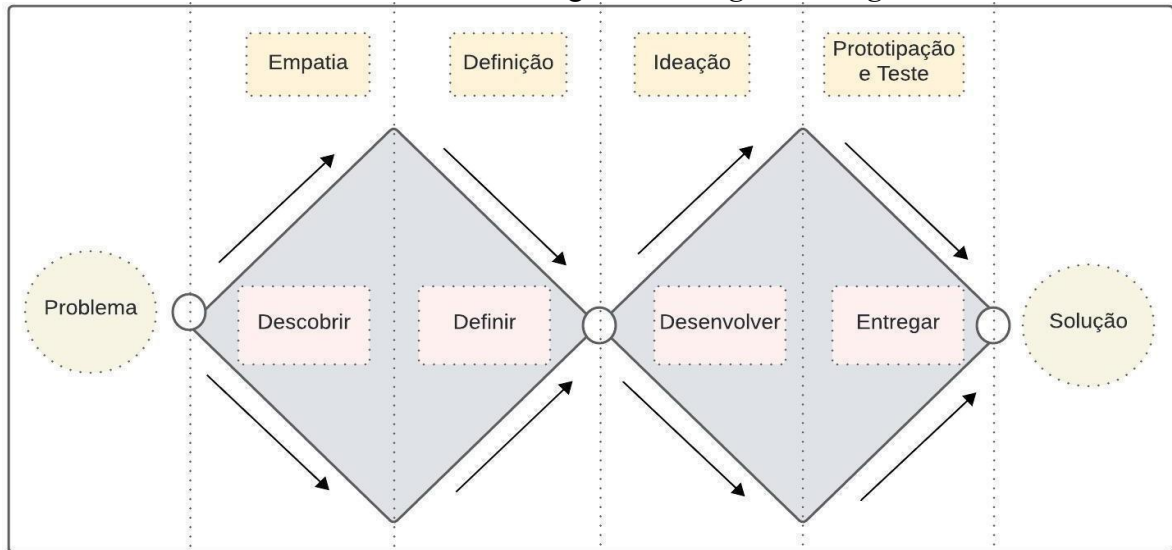 Empatia
Definição
Ideação
Prototipação
e Teste
Problema
Descobrir
Definir
Desenvolver
Entregar
Solução